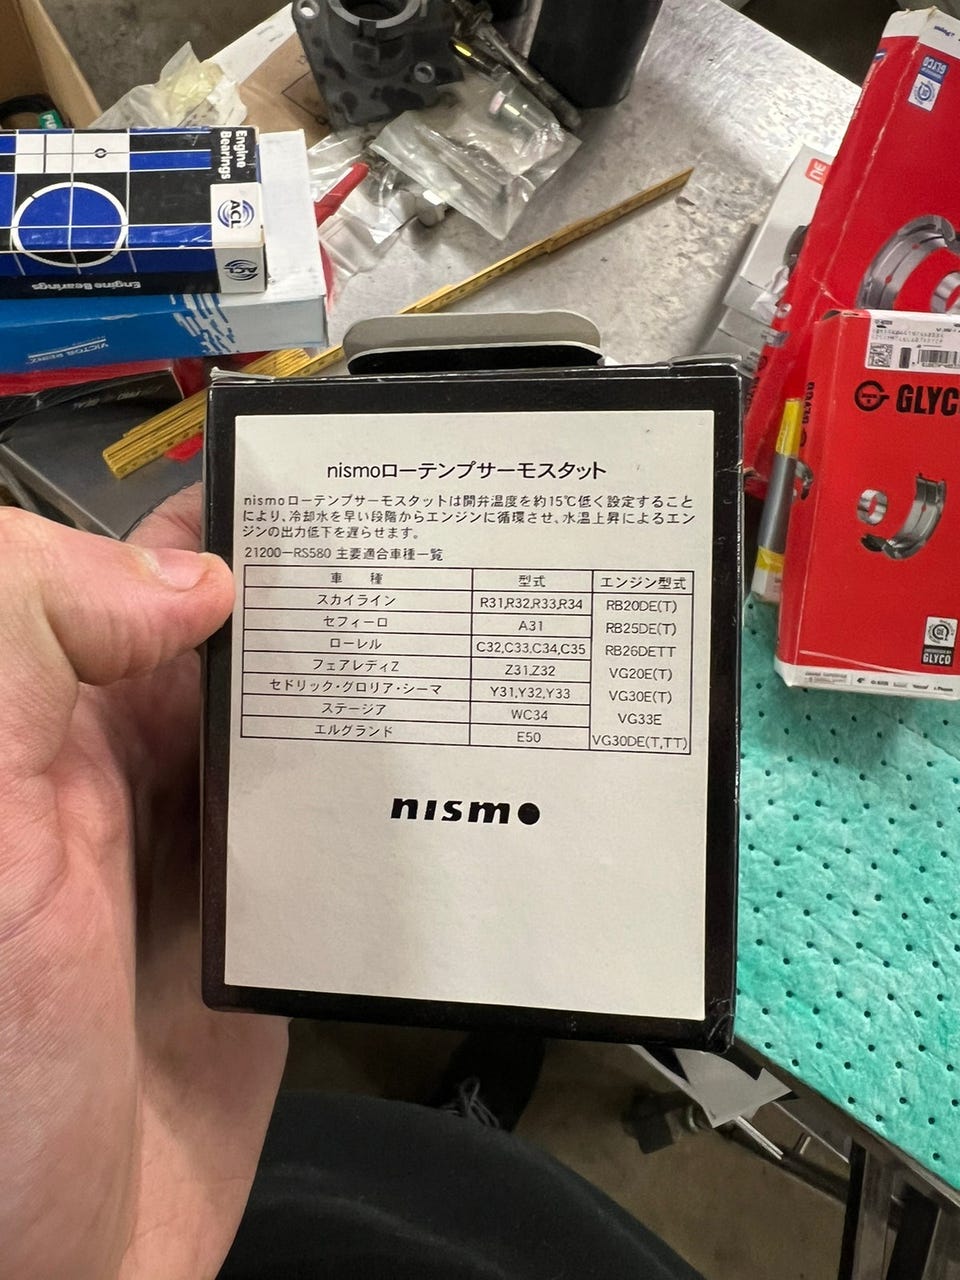 Engine
Bearings
ACL
ACL
Engine Bearings
VICTOR REINZ
GLYCO
GLYC
GLYCO
nismoローテンプサーモスタット
nismoローテンプサーモスタットは開弁温度を約15℃低く設定すること
により、冷却水を早い段階からエンジンに循環させ、水温上昇によるエン
ジンの出力低下を遅らせます。
21200-RS580 主要適合車種一覧
車 種 型式 エンジン型式
スカイライン R31,R32,R33,R34 RB20DE(T)
セフィーロ A31 RB25DE(T)
ローレル C32,C33,C34,C35 RB26DETT
フェアレディZ Z31,Z32 VG20E(T)
セドリック・グロリア・シーマ Y31,Y32,Y33 VG30E(T)
ステージア WC34 VG33E
エルグランド E50 VG30DE(T,TT)
nismo